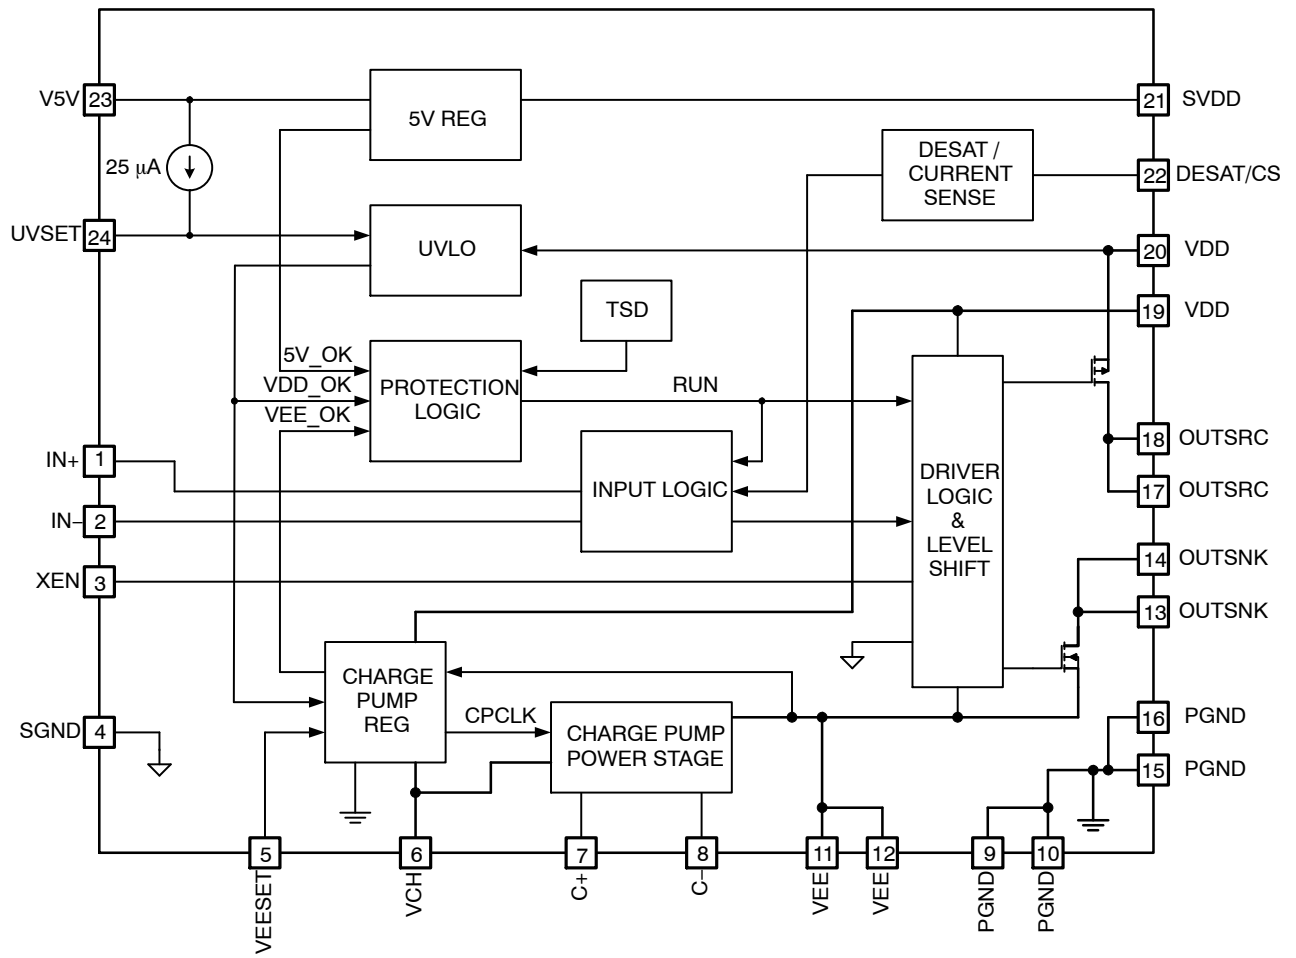 V5V
23
5V REG
21
SVDD
25 μA
DESAT /
CURRENT
SENSE
22
DESAT/CS
UVSET
24
UVLO
20
VDD
TSD
19
VDD
5V_OK
VDD_OK
VEE_OK
PROTECTION
LOGIC
RUN
18
OUTSRC
IN+
1
INPUT LOGIC
DRIVER
LOGIC
&
LEVEL
SHIFT
17
OUTSRC
IN–
2
14
OUTSNK
XEN
3
13
OUTSNK
CHARGE
PUMP
REG
CPCLK
CHARGE PUMP
POWER STAGE
SGND
4
16
PGND
15
PGND
5
6
7
8
11
12
9
10
VEESET
VCH
C+
C–
VEE
VEE
PGND
PGND